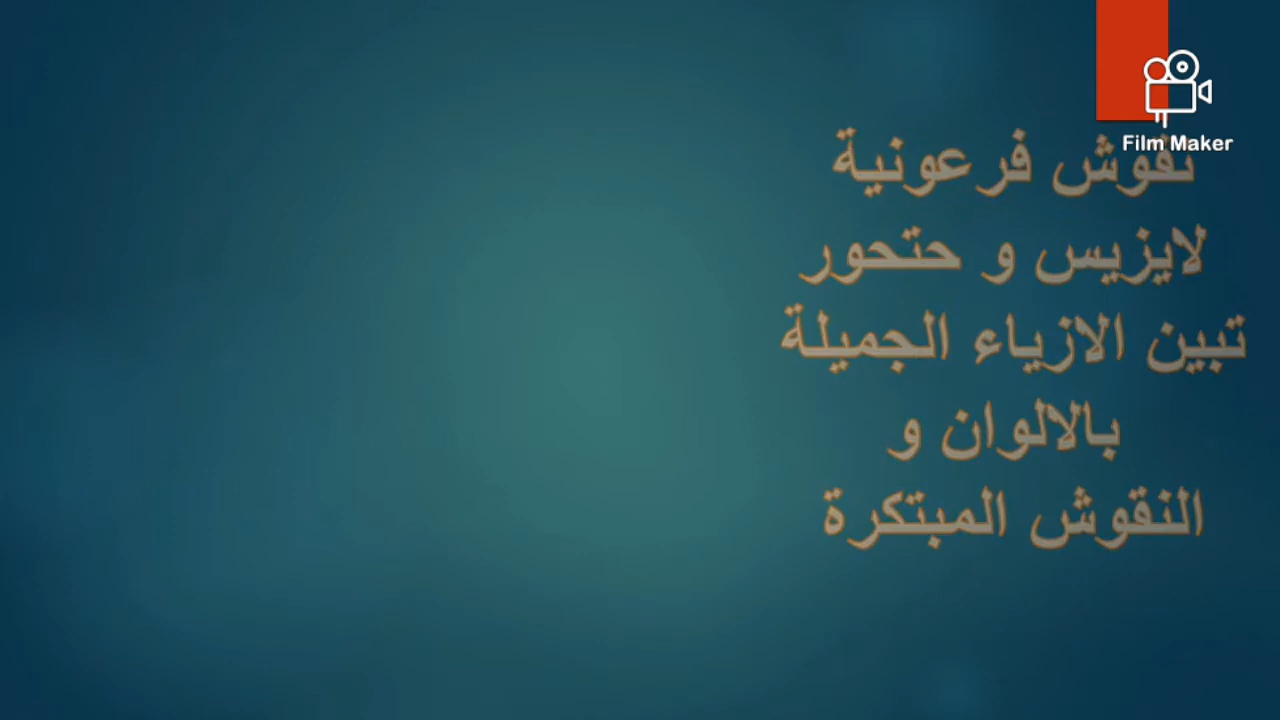 Film Maker
نقوش فرعونية
لايزيس و حتحور
تبين الازياء الجميلة
بالالوان و
النقوش المبتكرة